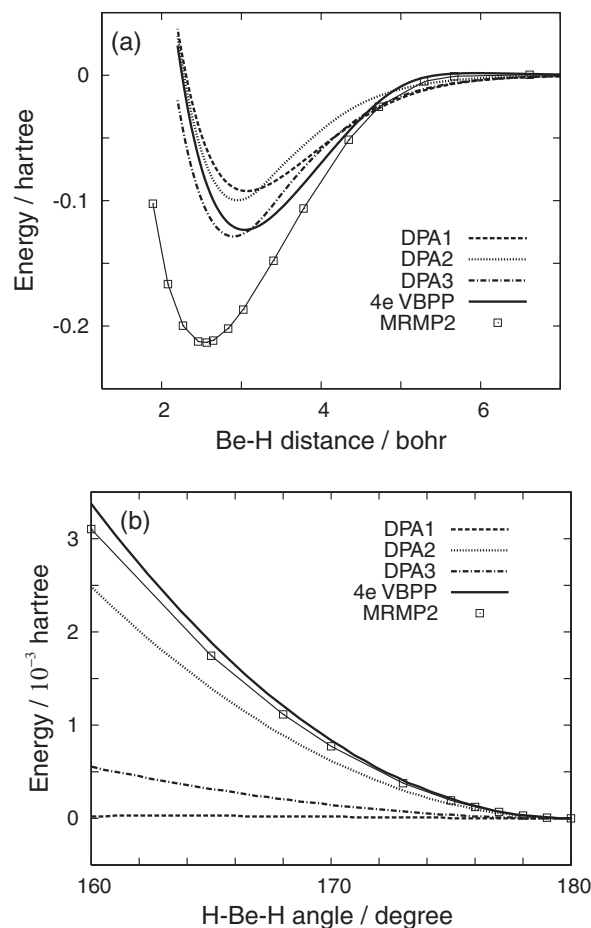 (a)
0
-0.1
-0.2
Energy / hartree
DPA1
DPA2
DPA3
4e VBPP
MRMP2
2 4 6
Be-H distance / bohr
(b)
3
2
1
0
Energy / 10⁻³ hartree
DPA1
DPA2
DPA3
4e VBPP
MRMP2
160 170 180
H-Be-H angle / degree